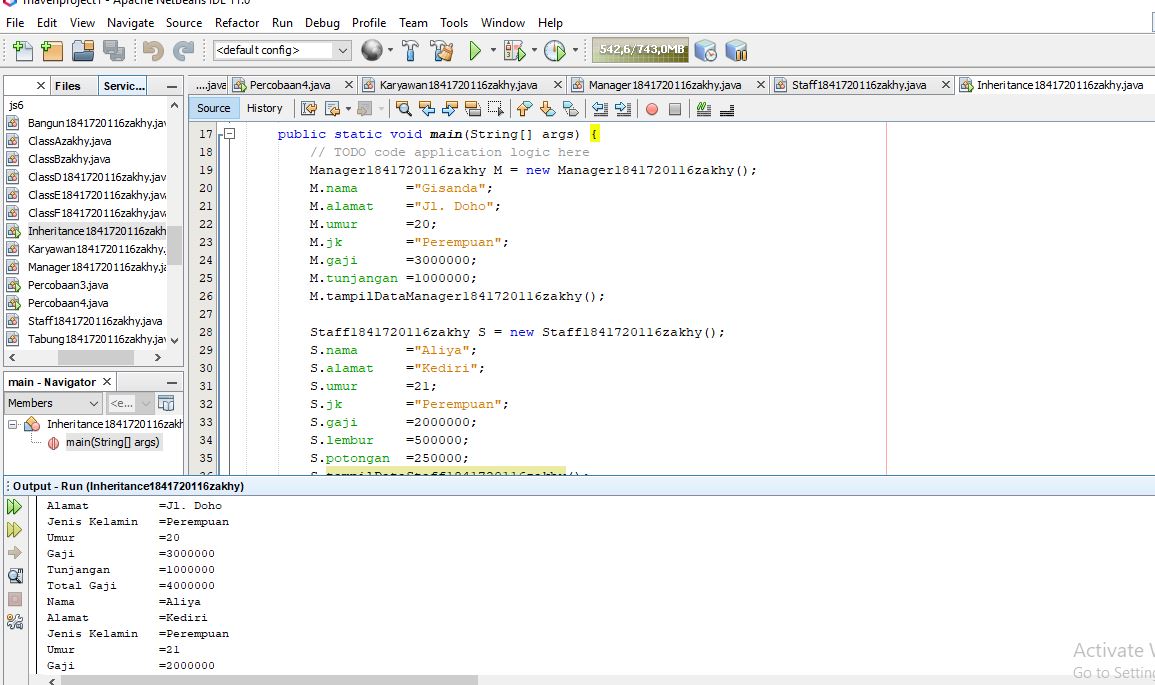 mavenproject1 - Apache NetBeans IDE 11.0
File Edit View Navigate Source Refactor Run Debug Profile Team Tools Window Help
<default config> 542,6/743,0MB
Files Servic... ....java Percobaan4.java Karyawan1841720116zakhy.java Manager1841720116zakhy.java Staff1841720116zakhy.java Inheritance1841720116zakhy.java
Source History
js6
Bangun1841720116zakhy.jav
ClassAzakhy.java
ClassBzakhy.java
ClassD1841720116zakhy.jav
ClassE1841720116zakhy.jav
ClassF1841720116zakhy.jav
Inheritance1841720116zakh
Karyawan1841720116zakhy.
Manager1841720116zakhy.ja
Percobaan3.java
Percobaan4.java
Staff1841720116zakhy.java
Tabung1841720116zakhy.jav
main - Navigator
Members <e...
Inheritance1841720116zakh
main(String[] args)
17 public static void main(String[] args) {
18 // TODO code application logic here
19 Manager1841720116zakhy M = new Manager1841720116zakhy();
20 M.nama ="Gisanda";
21 M.alamat ="Jl. Doho";
22 M.umur =20;
23 M.jk ="Perempuan";
24 M.gaji =3000000;
25 M.tunjangan =1000000;
26 M.tampilDataManager1841720116zakhy();
27
28 Staff1841720116zakhy S = new Staff1841720116zakhy();
29 S.nama ="Aliya";
30 S.alamat ="Kediri";
31 S.umur =21;
32 S.jk ="Perempuan";
33 S.gaji =2000000;
34 S.lembur =500000;
35 S.potongan =250000;
36 S.tampilDataStaff1841720116zakhy();
Output - Run (Inheritance1841720116zakhy)
Alamat =Jl. Doho
Jenis Kelamin =Perempuan
Umur =20
Gaji =3000000
Tunjangan =1000000
Total Gaji =4000000
Nama =Aliya
Alamat =Kediri
Jenis Kelamin =Perempuan
Umur =21
Gaji =2000000
Activate W
Go to Setting